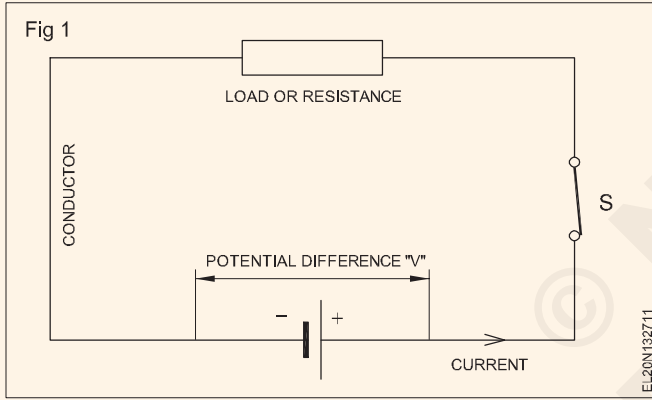 Fig 1
LOAD OR RESISTANCE
CONDUCTOR
S
POTENTIAL DIFFERENCE "V"
- +
CURRENT
EL20N132711
©